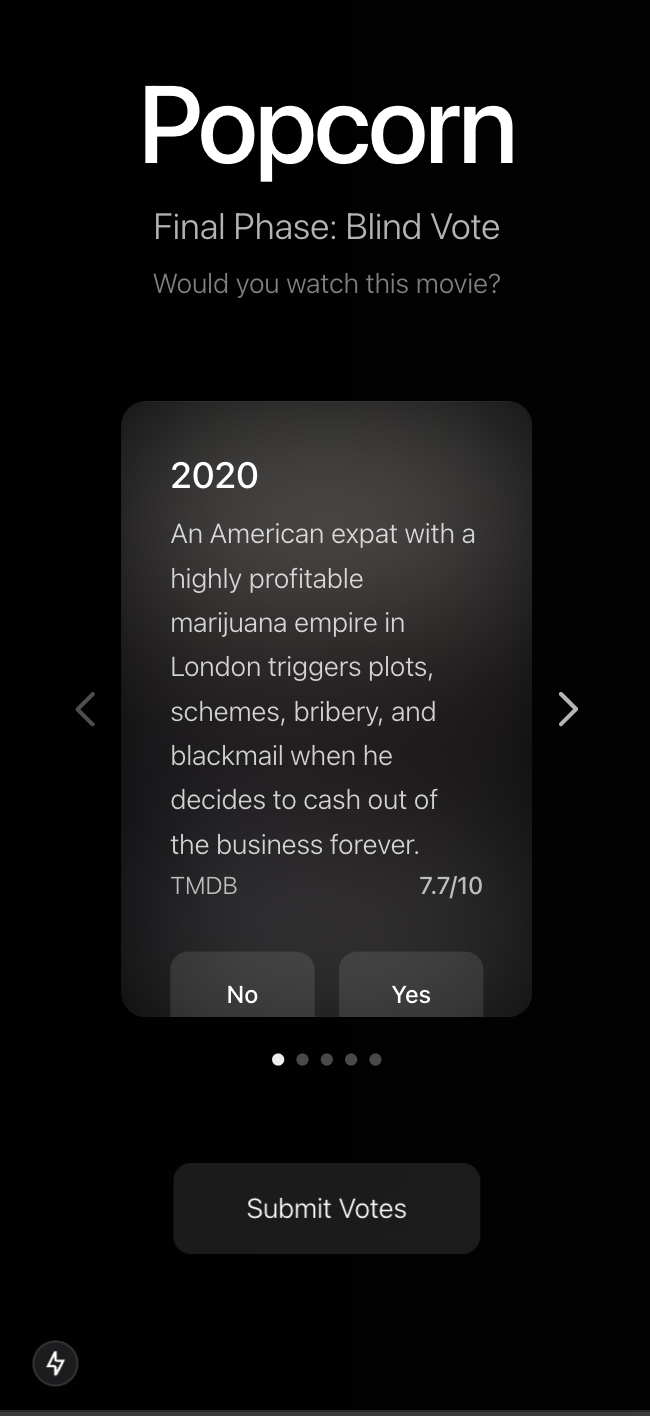 Popcorn
Final Phase: Blind Vote
Would you watch this movie?
2020
An American expat with a
highly profitable
marijuana empire in
London triggers plots,
schemes, bribery, and
blackmail when he
decides to cash out of
the business forever.
TMDB 7.7/10
No Yes
Submit Votes